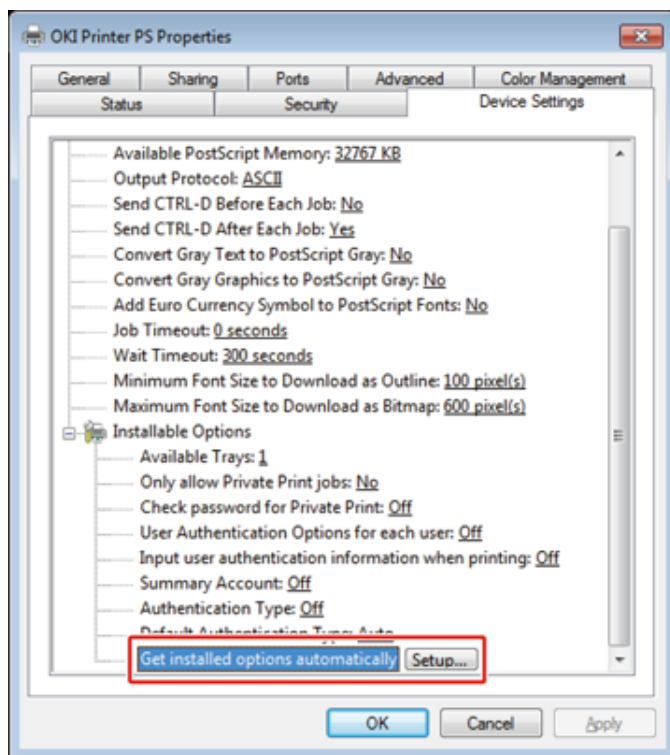 OKI Printer PS Properties
General Sharing Ports Advanced Color Management
Status Security Device Settings
Available PostScript Memory: 32767 KB
Output Protocol: ASCII
Send CTRL-D Before Each Job: No
Send CTRL-D After Each Job: Yes
Convert Gray Text to PostScript Gray: No
Convert Gray Graphics to PostScript Gray: No
Add Euro Currency Symbol to PostScript Fonts: No
Job Timeout: 0 seconds
Wait Timeout: 300 seconds
Minimum Font Size to Download as Outline: 100 pixel(s)
Maximum Font Size to Download as Bitmap: 600 pixel(s)
Installable Options
Available Trays: 1
Only allow Private Print jobs: No
Check password for Private Print: Off
User Authentication Options for each user: Off
Input user authentication information when printing: Off
Summary Account: Off
Authentication Type: Off
Default Authentication Type: Auto
Get installed options automatically Setup...
OK Cancel Apply